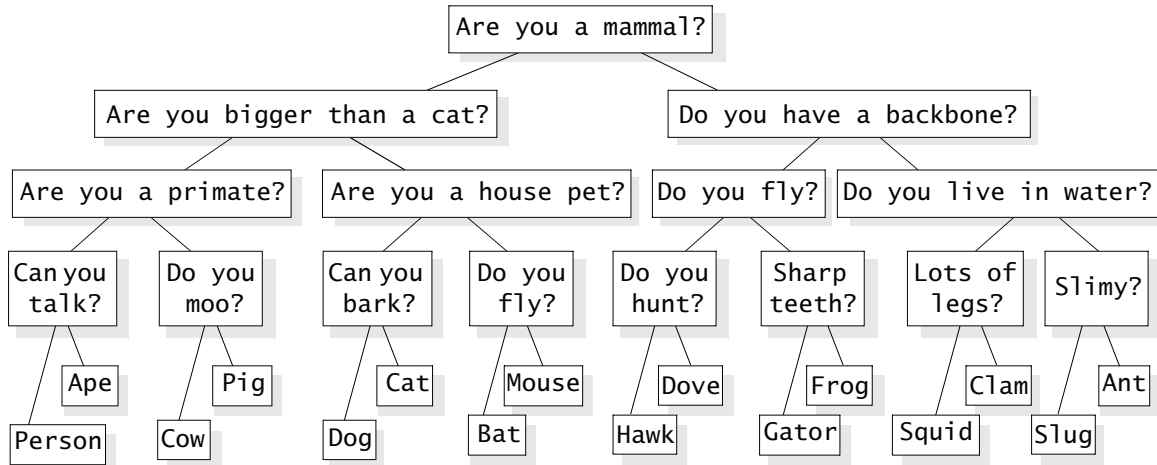 Are you a mammal?
Are you bigger than a cat?
Do you have a backbone?
Are you a primate?
Are you a house pet?
Do you fly?
Do you live in water?
Can you
talk?
Do you
moo?
Can you
bark?
Do you
fly?
Do you
hunt?
Sharp
teeth?
Lots of
legs?
Slimy?
Ape
Pig
Cat
Mouse
Dove
Frog
Clam
Ant
Person
Cow
Dog
Bat
Hawk
Gator
Squid
Slug